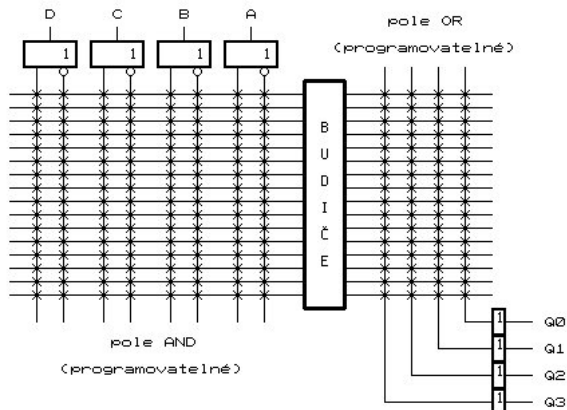 D C B A
1 1 1 1
pole OR
(programovatelné)
B
U
D
I
Č
E
pole AND
(programovatelné)
1 Q0
1 Q1
1 Q2
1 Q3